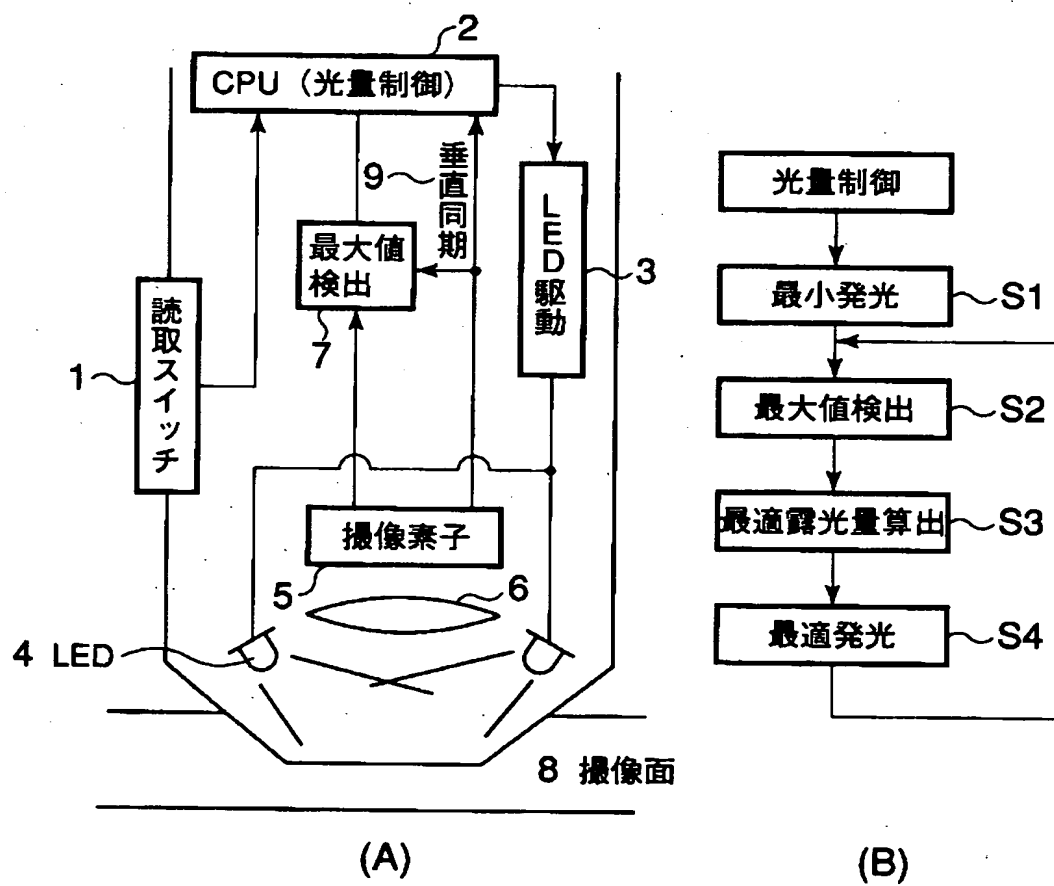 2
CPU (光量制御)
9
垂直同期
最大値
検出
7
LED駆動
3
1
読取スイッチ
撮像素子
5
6
4 LED
8 撮像面
(A)
光量制御
最小発光
S1
最大値検出
S2
最適露光量算出
S3
最適発光
S4
(B)